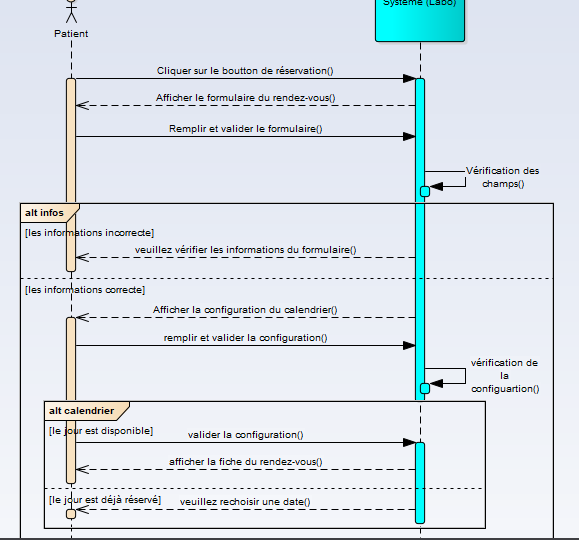 Système (Labo)
Patient
Cliquer sur le boutton de réservation()
Afficher le formulaire du rendez-vous()
Remplir et valider le formulaire()
Vérification des
champs()
alt infos
[les informations incorrecte]
veuillez vérifier les informations du formulaire()
[les informations correcte]
Afficher la configuration du calendrier()
remplir et valider la configuration()
vérification de
la
configuartion()
alt calendrier
[le jour est disponible]
valider la configuration()
afficher la fiche du rendez-vous()
[le jour est déjà réservé]
veuillez rechoisir une date()